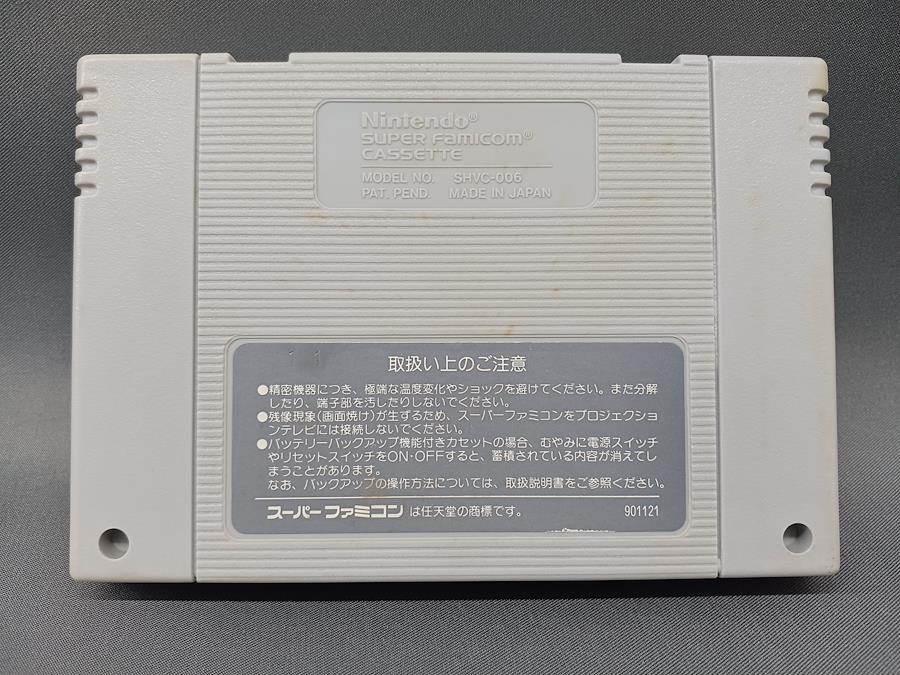 Nintendo®
SUPER Famicom®
CASSETTE
MODEL NO. SHVC-006
PAT. PEND. MADE IN JAPAN
取扱い上のご注意
●精密機器につき、極端な温度変化やショックを避けてください。また分解
したり、端子部を汚したりしないでください。
●残像現象(画面焼け)が生ずるため、スーパーファミコンをプロジェクショ
ンテレビには接続しないでください。
●バッテリーバックアップ機能付きカセットの場合、むやみに電源スイッチ
やリセットスイッチをON・OFFすると、蓄積されている内容が消えてし
まうことがあります。
なお、バックアップの操作方法については、取扱説明書をご参照ください。
スーパーファミコン は任天堂の商標です。 901121